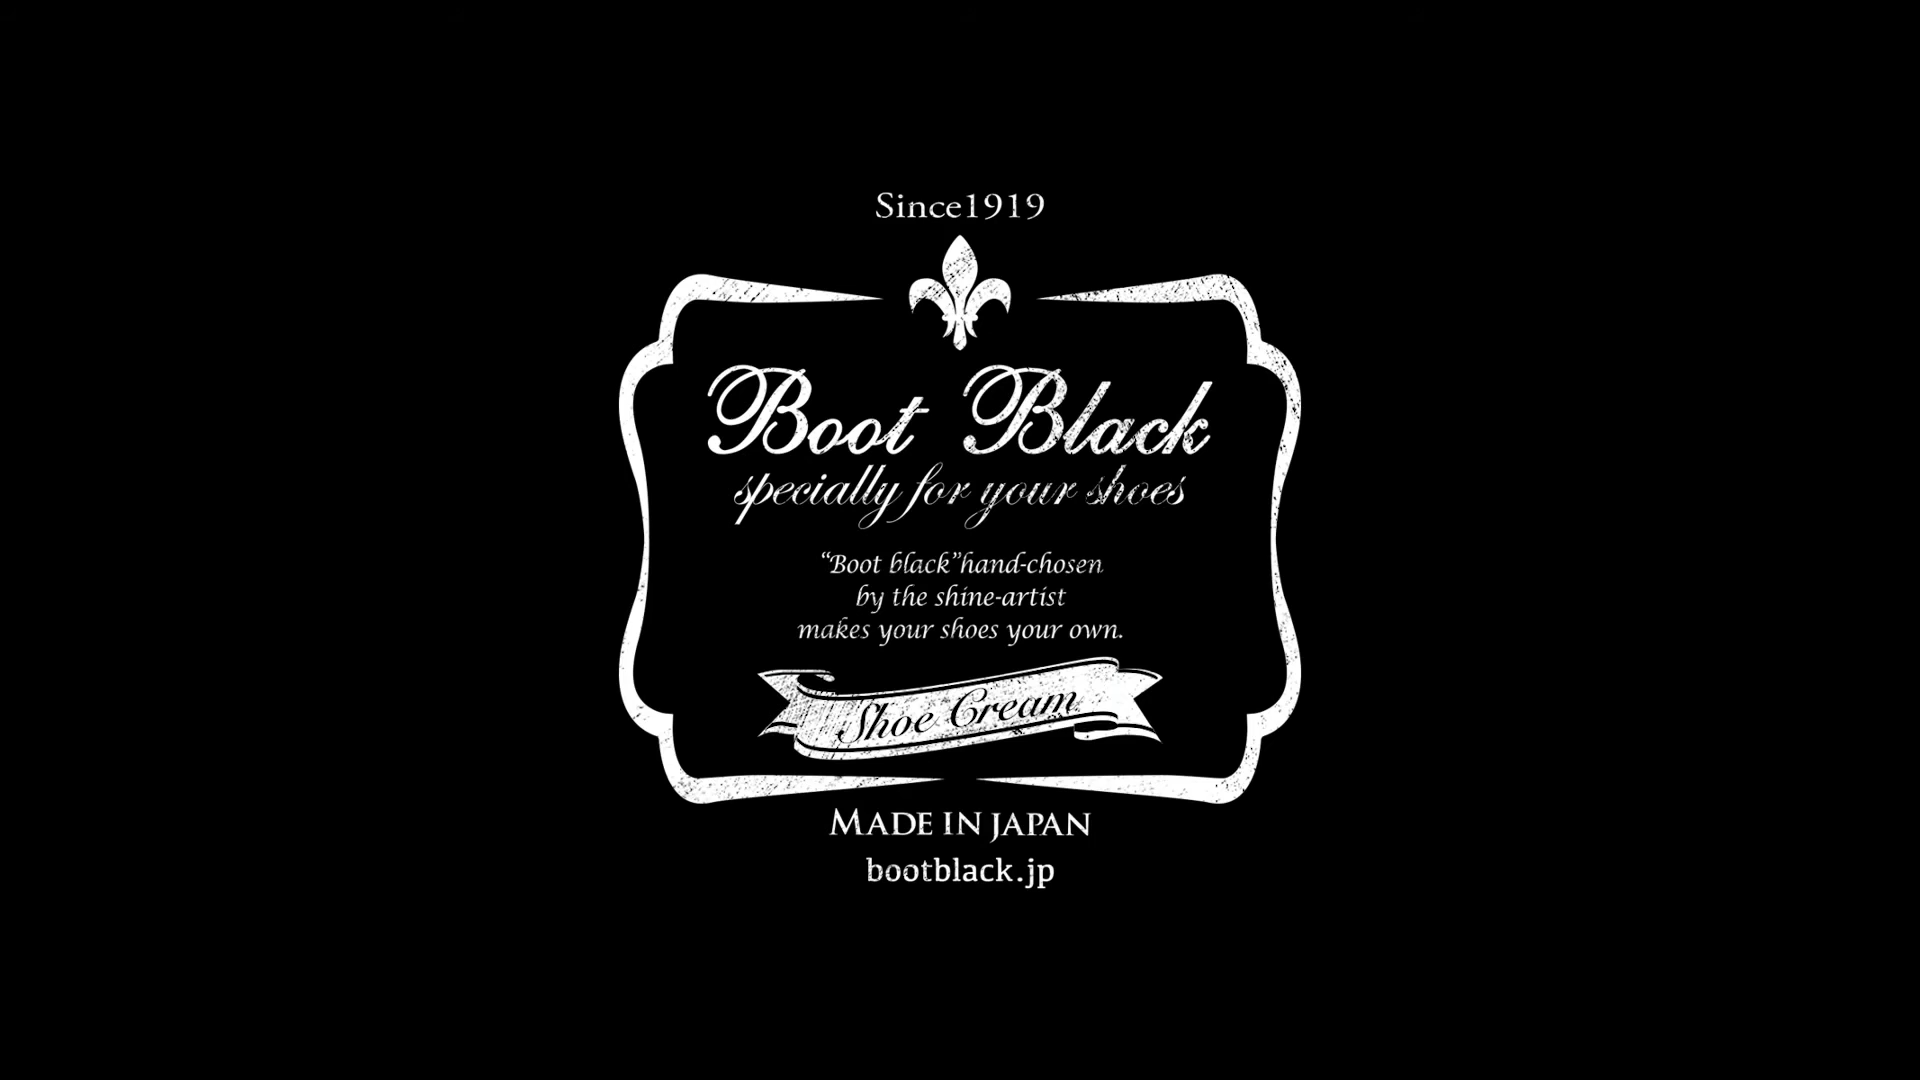 Since1919
Boot Black
specially for your shoes
“Boot black”hand-chosen
by the shine-artist
makes your shoes your own.
Shoe Cream
MADE IN JAPAN
bootblack.jp